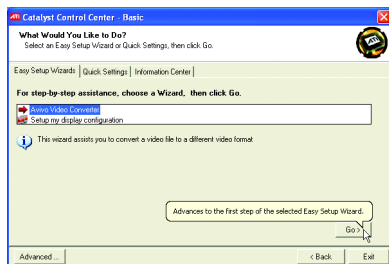 ATI Catalyst Control Center - Basic
What Would You Like to Do?
Select an Easy Setup Wizard or Quick Settings, then click Go.
ATI
Easy Setup Wizards Quick Settings Information Center
For step-by-step assistance, choose a Wizard, then click Go.
Avivo Video Converter
Setup my display configuration
This wizard assists you to convert a video file to a different video format
Advances to the first step of the selected Easy Setup Wizard.
Go >
Advanced ... < Back Exit